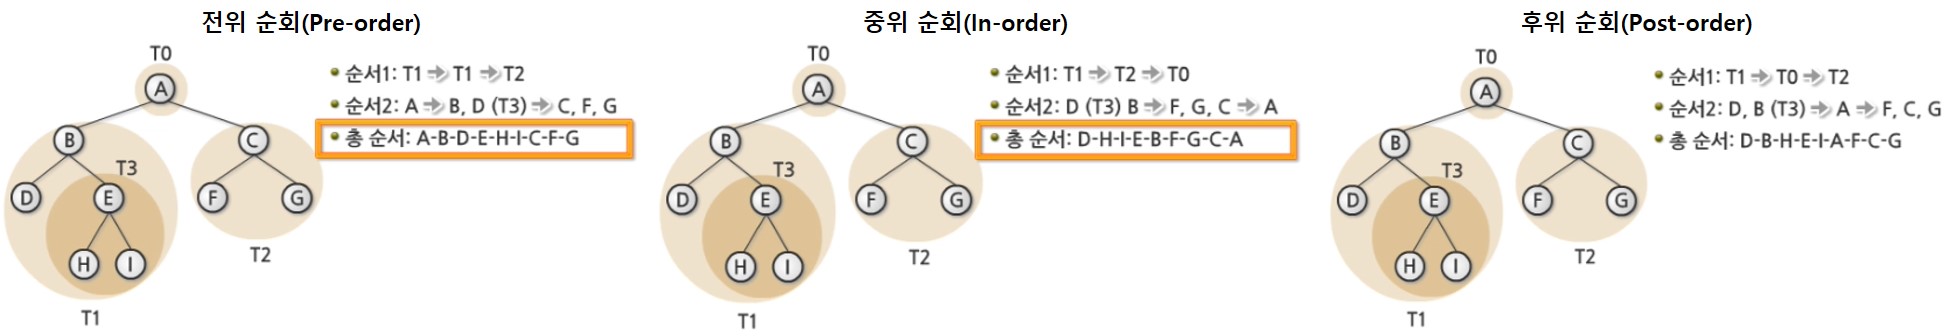 전위 순회(Pre-order)
T0
A
B
C
T3
D
E
F
G
H
I
T2
T1
순서1: T1 ⇒ T1 ⇒ T2
순서2: A ⇒ B, D (T3) ⇒ C, F, G
총 순서: A-B-D-E-H-I-C-F-G
중위 순회(In-order)
T0
A
B
C
T3
D
E
F
G
H
I
T2
T1
순서1: T1 ⇒ T2 ⇒ T0
순서2: D (T3) B ⇒ F, G, C ⇒ A
총 순서: D-H-I-E-B-F-G-C-A
후위 순회(Post-order)
T0
A
B
C
T3
D
E
F
G
H
I
T2
T1
순서1: T1 ⇒ T0 ⇒ T2
순서2: D, B (T3) ⇒ A ⇒ F, C, G
총 순서: D-B-H-E-I-A-F-C-G